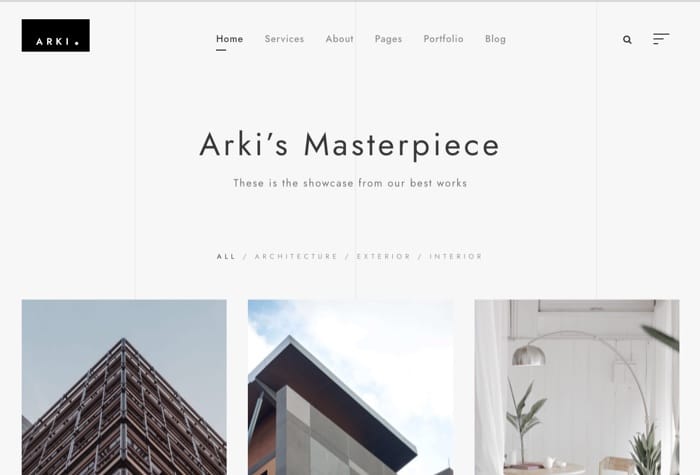 ARKI.
Home Services About Pages Portfolio Blog
Arki's Masterpiece
These is the showcase from our best works
ALL / ARCHITECTURE / EXTERIOR / INTERIOR